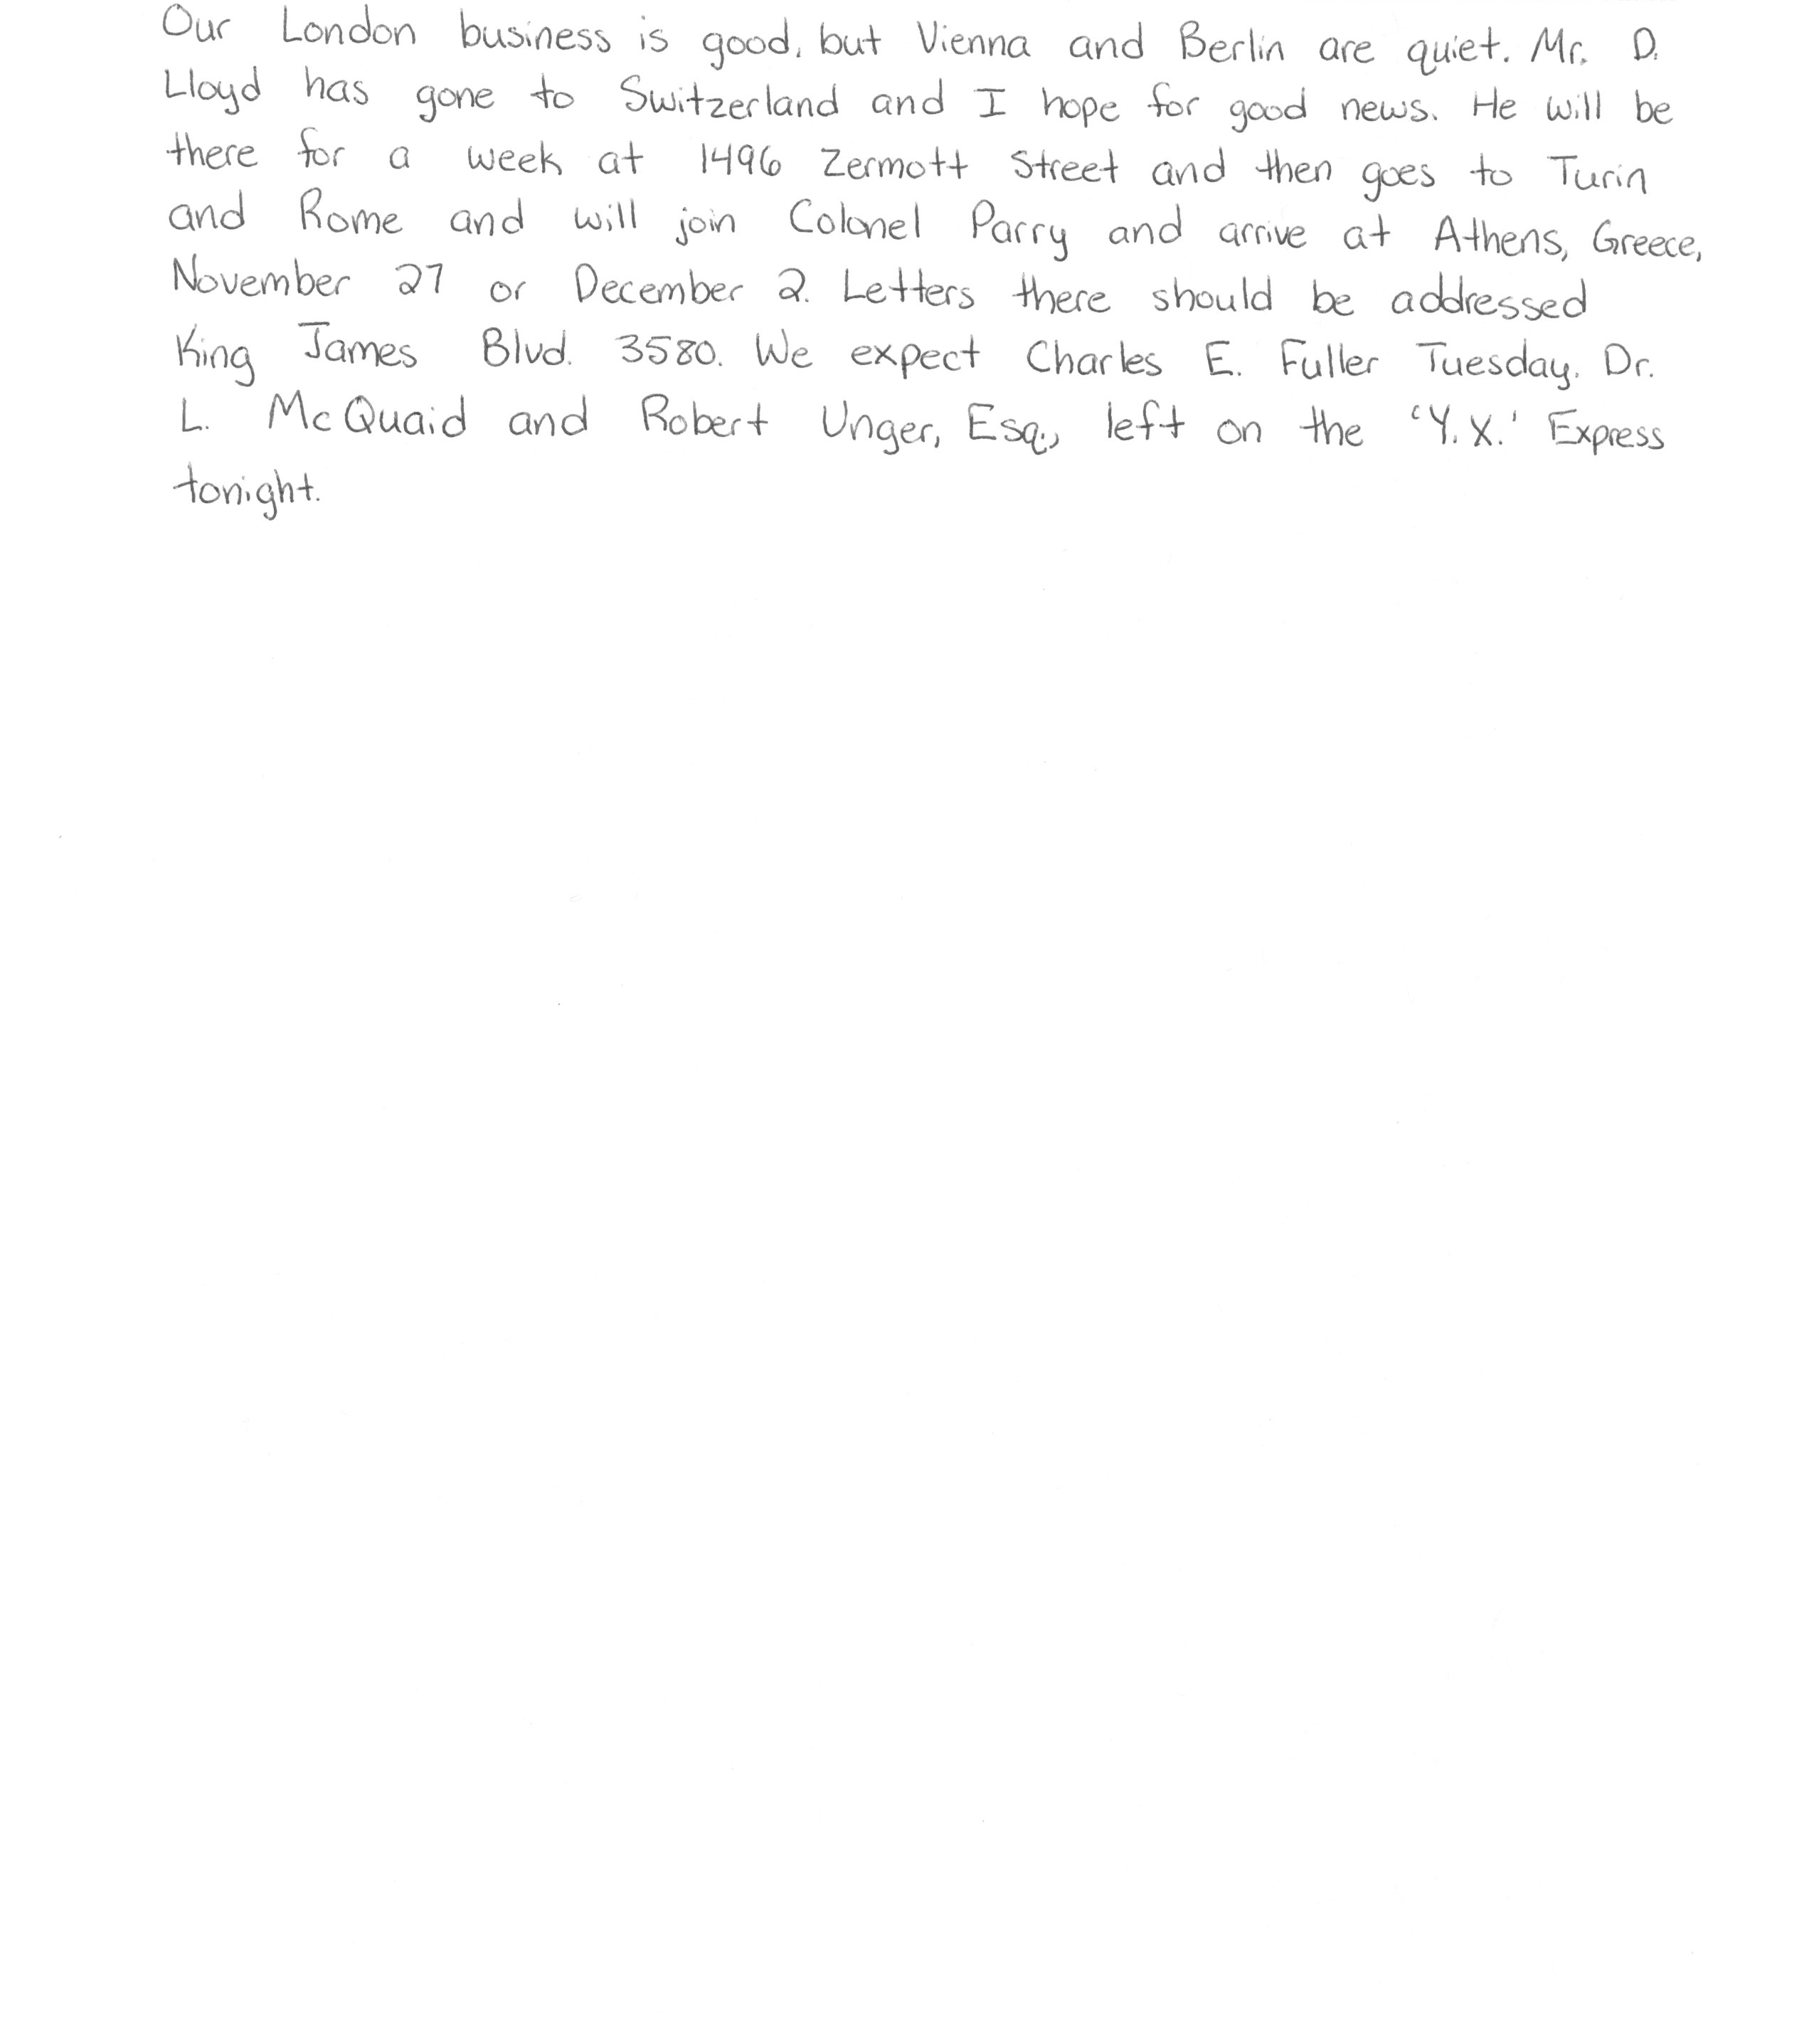 Our London business is good, but Vienna and Berlin are quiet. Mr. D.
Lloyd has gone to Switzerland and I hope for good news. He will be
there for a week at 1496 Zermott Street and then goes to Turin
and Rome and will join Colonel Parry and arrive at Athens, Greece,
November 27 or December 2. Letters there should be addressed
King James Blvd. 3580. We expect Charles E. Fuller Tuesday. Dr.
L. McQuaid and Robert Unger, Esq., left on the 'Y. X.' Express
tonight.